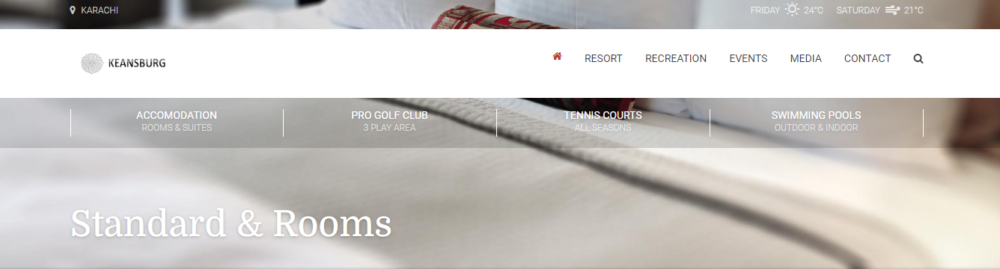 KARACHI
FRIDAY 24°C SATURDAY 21°C
KEANSBURG
RESORT RECREATION EVENTS MEDIA CONTACT
ACCOMODATION
ROOMS & SUITES
PRO GOLF CLUB
3 PLAY AREA
TENNIS COURTS
ALL SEASONS
SWIMMING POOLS
OUTDOOR & INDOOR
Standard & Rooms